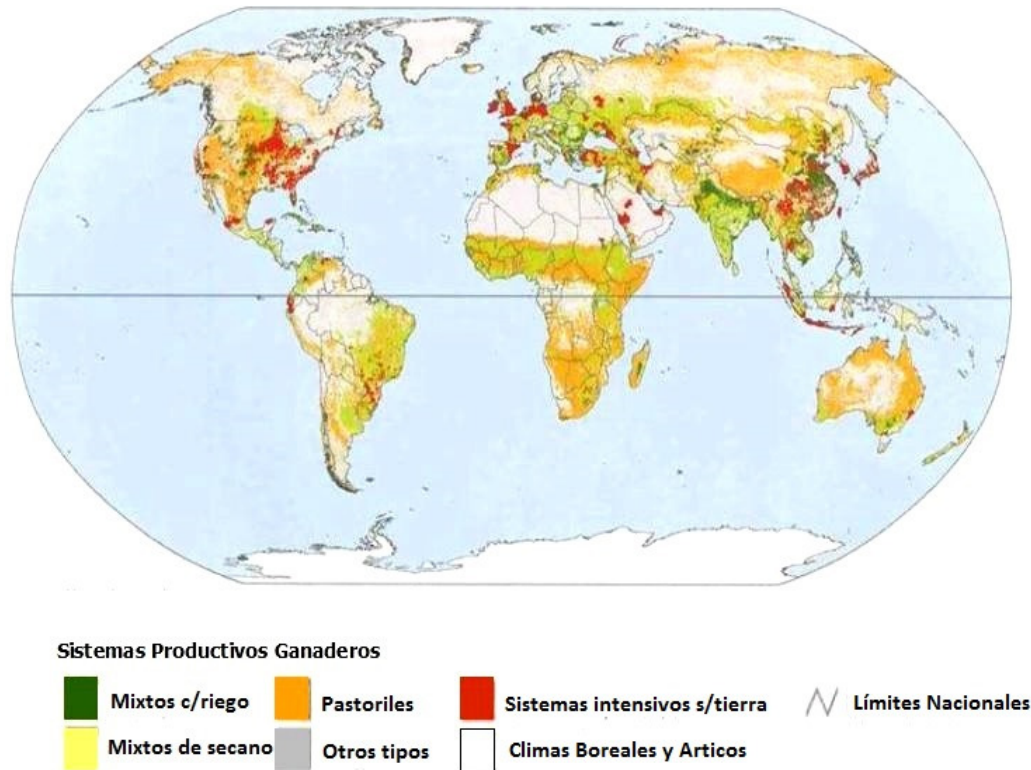 Sistemas Productivos Ganaderos
Mixtos c/riego Pastoriles Sistemas intensivos s/tierra Límites Nacionales
Mixtos de secano Otros tipos Climas Boreales y Articos